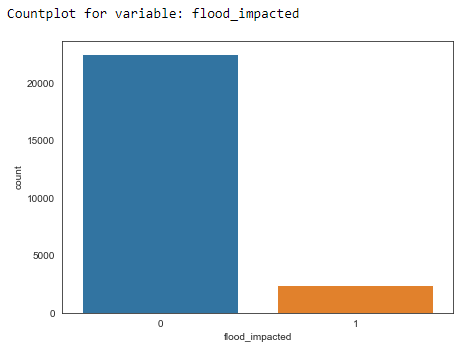 Countplot for variable: flood_impacted
20000
15000
10000
5000
0
count
0 1
flood_impacted